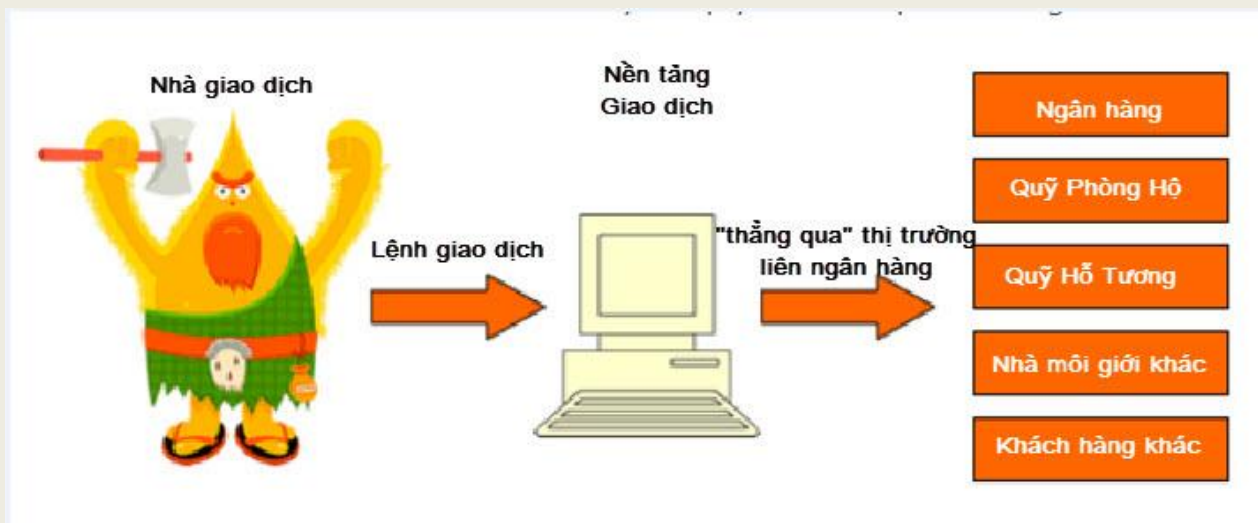 Nhà giao dịch
Nền tảng
Giao dịch
Lệnh giao dịch
"thẳng qua" thị trường
liên ngân hàng
Ngân hàng
Quỹ Phòng Hộ
Quỹ Hỗ Tương
Nhà môi giới khác
Khách hàng khác